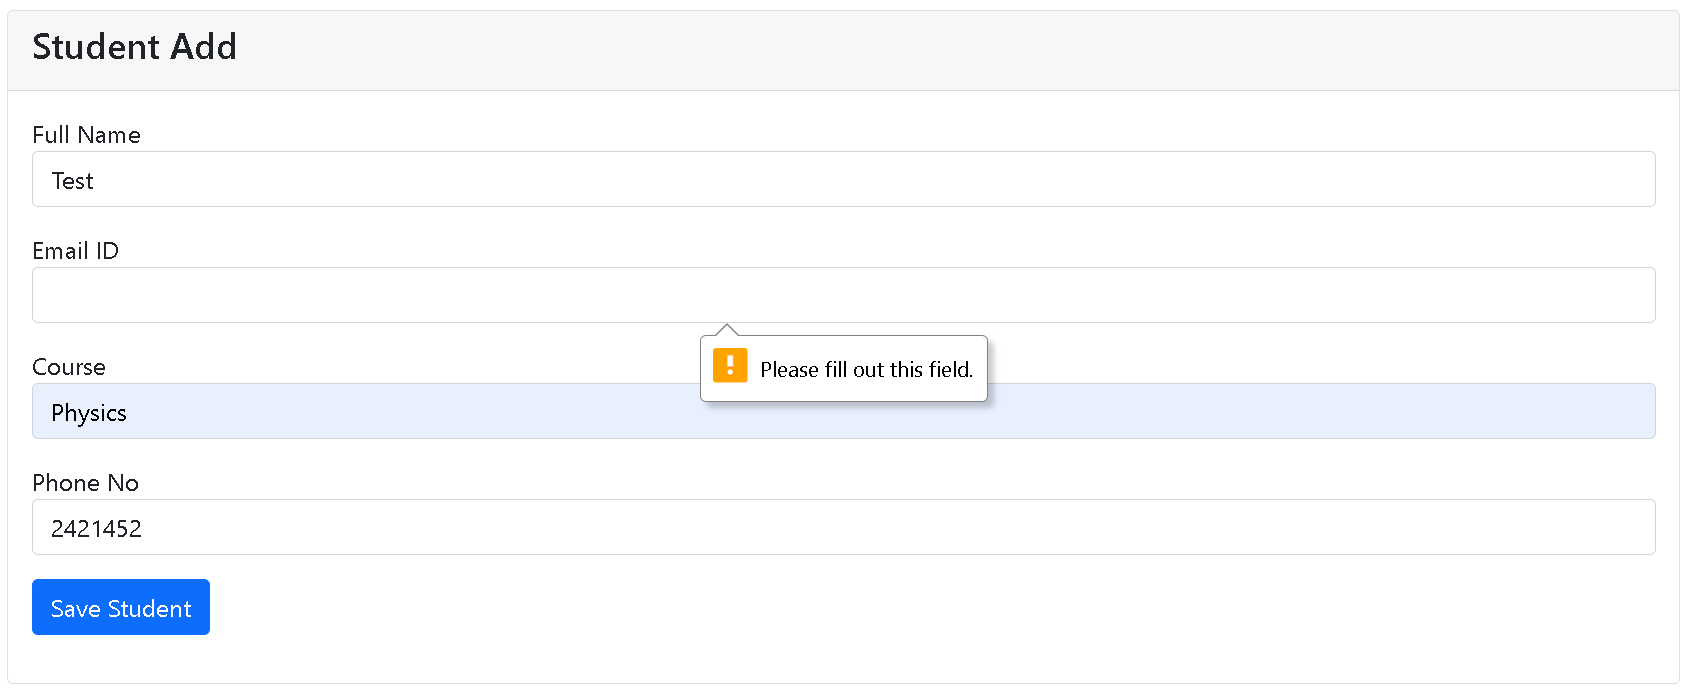 Student Add
Full Name
Test
Email ID
Please fill out this field.
Course
Physics
Phone No
2421452
Save Student